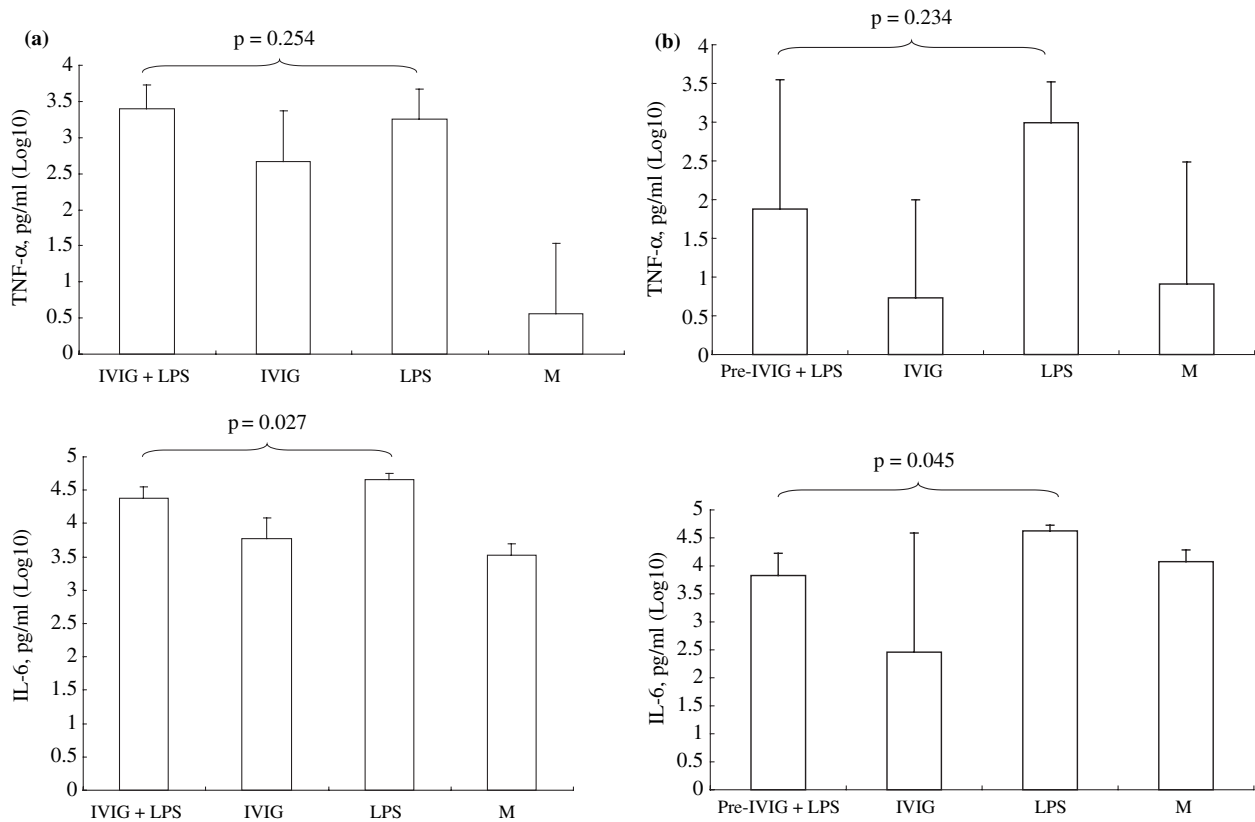 (a)
p = 0.254
TNF-α, pg/ml (Log10)
4
3.5
3
2.5
2
1.5
1
0.5
0
IVIG + LPS IVIG LPS M
(b)
p = 0.234
TNF-α, pg/ml (Log10)
4
3.5
3
2.5
2
1.5
1
0.5
0
Pre-IVIG + LPS IVIG LPS M
p = 0.027
IL-6, pg/ml (Log10)
5
4.5
4
3.5
3
2.5
2
1.5
1
0.5
0
IVIG + LPS IVIG LPS M
p = 0.045
IL-6, pg/ml (Log10)
5
4.5
4
3.5
3
2.5
2
1.5
1
0.5
0
Pre-IVIG + LPS IVIG LPS M